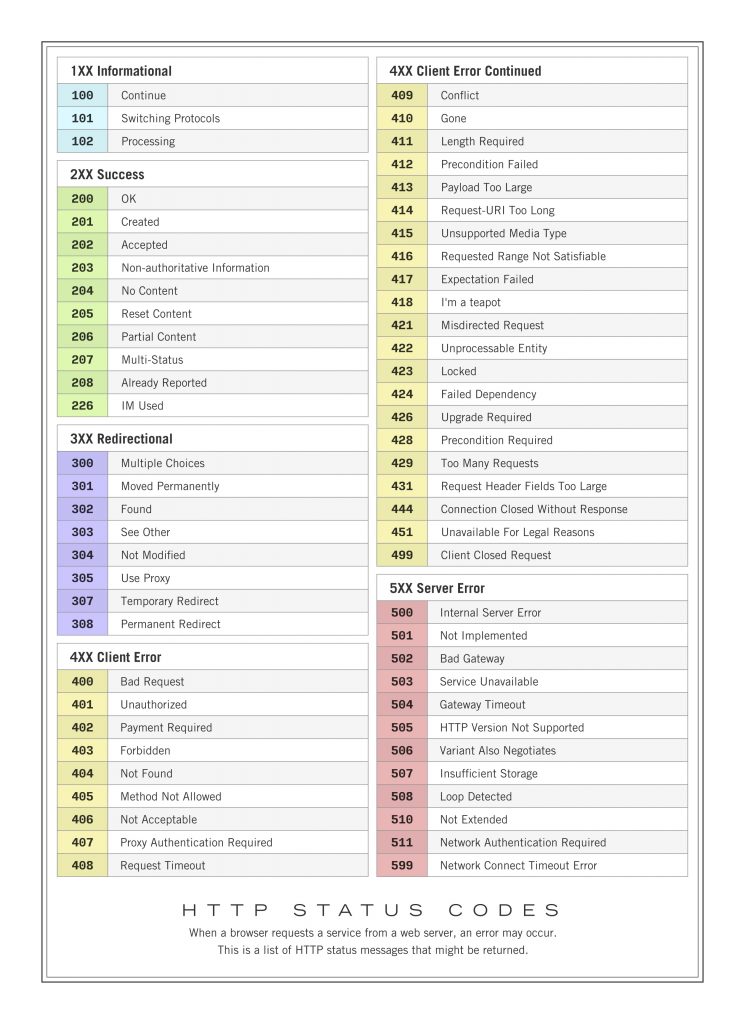 1XX Informational
100 Continue
101 Switching Protocols
102 Processing
2XX Success
200 OK
201 Created
202 Accepted
203 Non-authoritative Information
204 No Content
205 Reset Content
206 Partial Content
207 Multi-Status
208 Already Reported
226 IM Used
3XX Redirectional
300 Multiple Choices
301 Moved Permanently
302 Found
303 See Other
304 Not Modified
305 Use Proxy
307 Temporary Redirect
308 Permanent Redirect
4XX Client Error
400 Bad Request
401 Unauthorized
402 Payment Required
403 Forbidden
404 Not Found
405 Method Not Allowed
406 Not Acceptable
407 Proxy Authentication Required
408 Request Timeout
4XX Client Error Continued
409 Conflict
410 Gone
411 Length Required
412 Precondition Failed
413 Payload Too Large
414 Request-URI Too Long
415 Unsupported Media Type
416 Requested Range Not Satisfiable
417 Expectation Failed
418 I'm a teapot
421 Misdirected Request
422 Unprocessable Entity
423 Locked
424 Failed Dependency
426 Upgrade Required
428 Precondition Required
429 Too Many Requests
431 Request Header Fields Too Large
444 Connection Closed Without Response
451 Unavailable For Legal Reasons
499 Client Closed Request
5XX Server Error
500 Internal Server Error
501 Not Implemented
502 Bad Gateway
503 Service Unavailable
504 Gateway Timeout
505 HTTP Version Not Supported
506 Variant Also Negotiates
507 Insufficient Storage
508 Loop Detected
510 Not Extended
511 Network Authentication Required
599 Network Connect Timeout Error
HTTP STATUS CODES
When a browser requests a service from a web server, an error may occur.
This is a list of HTTP status messages that might be returned.